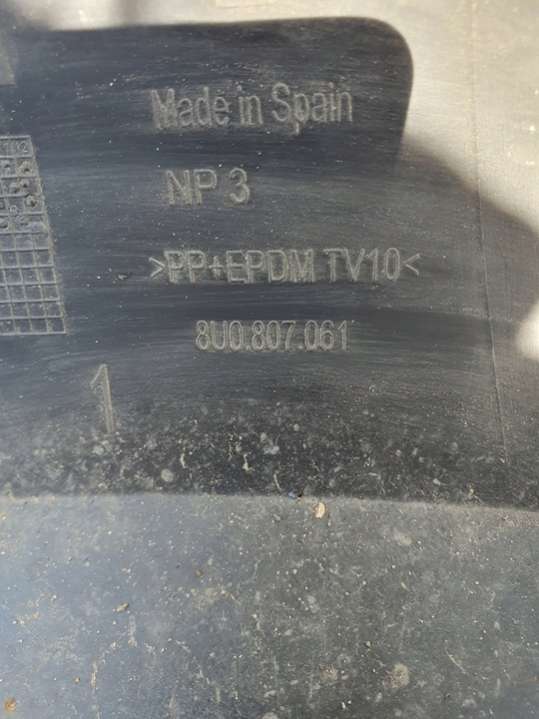 Made in Spain
NP 3
>PP+EPDM TV10<
8U0.807.061
1